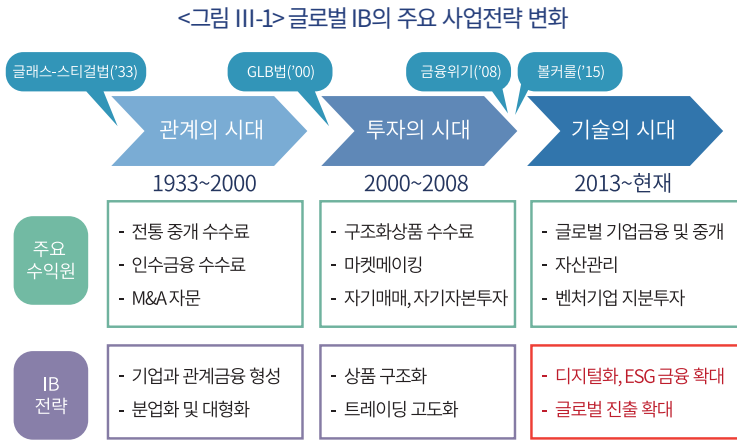 <그림 III-1> 글로벌 IB의 주요 사업전략 변화
글래스-스티걸법('33)
GLB법('00)
금융위기('08)
볼커룰('15)
관계의 시대
투자의 시대
기술의 시대
1933~2000
2000~2008
2013~현재
주요
수익원
- 전통 중개 수수료
- 인수금융 수수료
- M&A 자문
- 구조화상품 수수료
- 마켓메이킹
- 자기매매, 자기자본투자
- 글로벌 기업금융 및 중개
- 자산관리
- 벤처기업 지분투자
IB
전략
- 기업과 관계금융 형성
- 분업화 및 대형화
- 상품 구조화
- 트레이딩 고도화
- 디지털화, ESG 금융 확대
- 글로벌 진출 확대